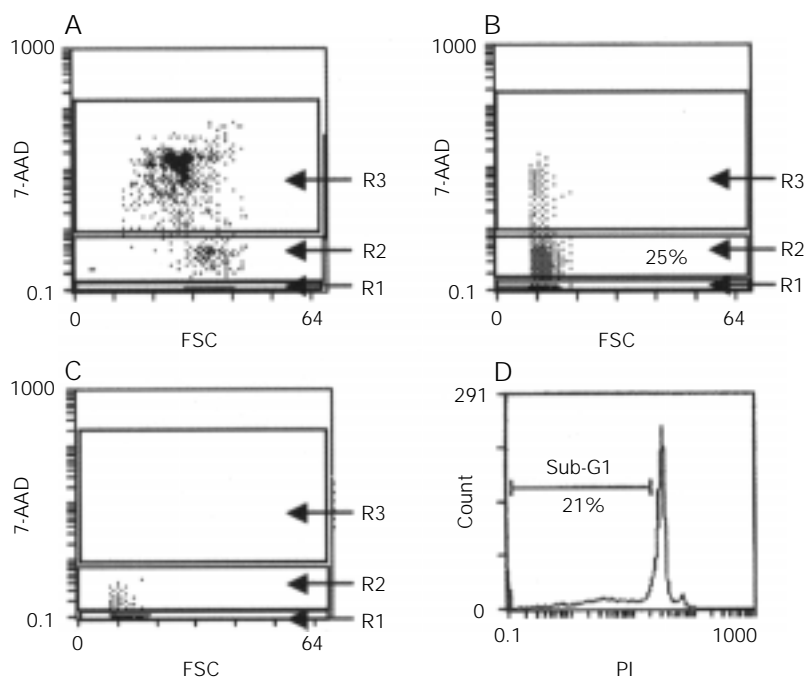 A
1000
7-AAD
R3
R2
R1
0.1
0
64
FSC
B
1000
7-AAD
R3
R2
25%
R1
0.1
0
64
FSC
C
1000
7-AAD
R3
R2
R1
0.1
0
64
FSC
D
291
Sub-G1
21%
Count
0
0.1
1000
PI